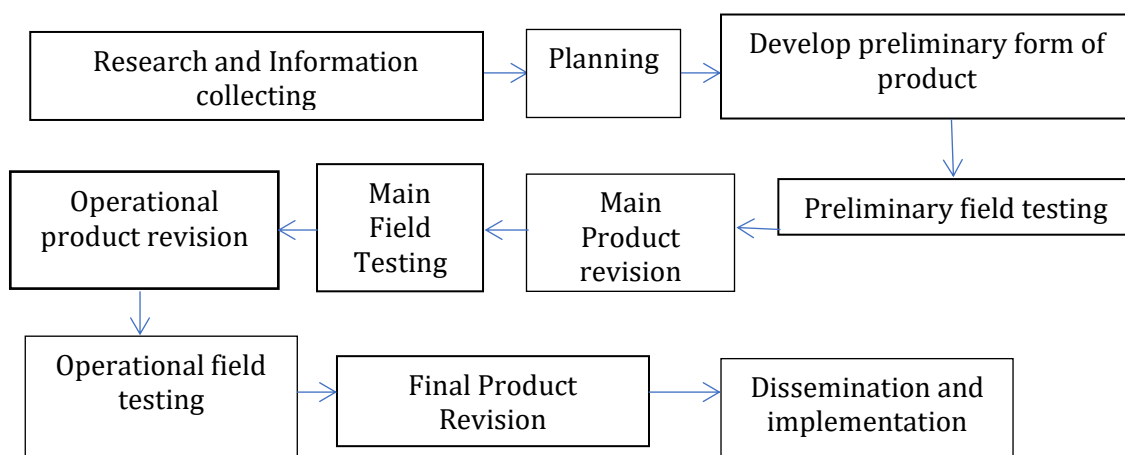 Research and Information
collecting
Planning
Develop preliminary form of
product
Preliminary field testing
Main
Product
revision
Main
Field
Testing
Operational
product revision
Operational field
testing
Final Product
Revision
Dissemination and
implementation